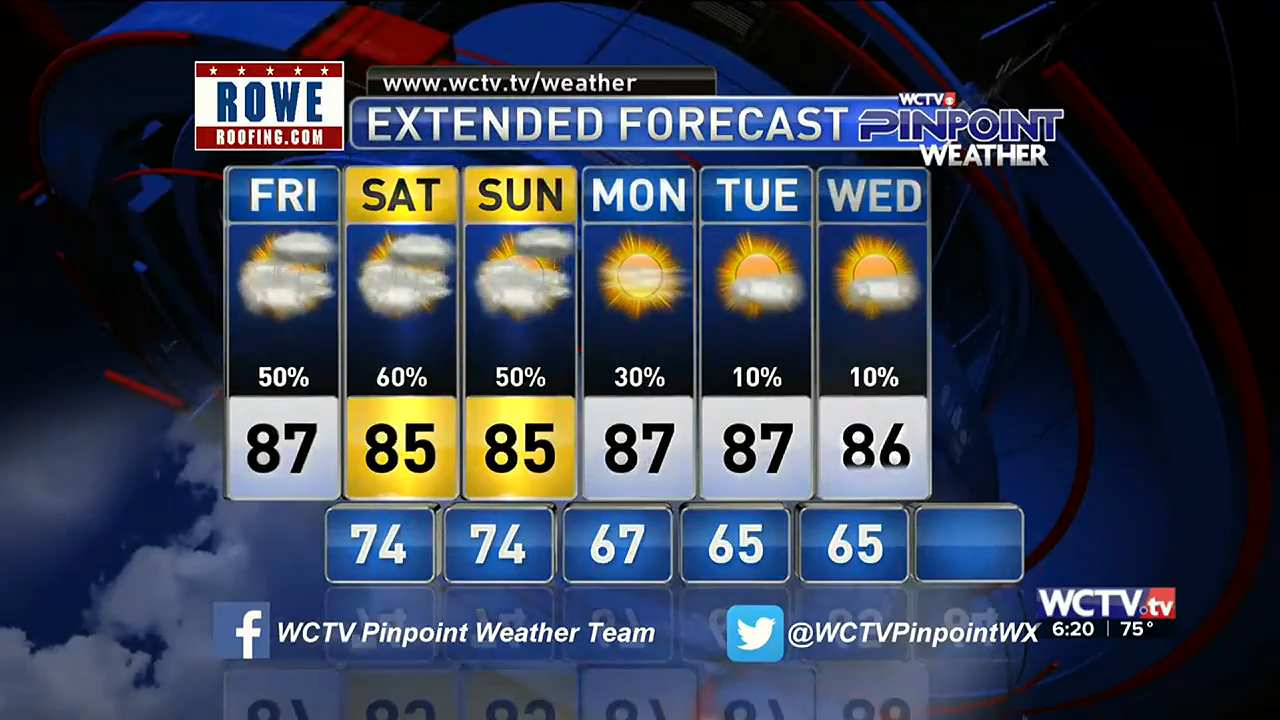 ROWE
ROOFING.COM
www.wctv.tv/weather
EXTENDED FORECAST
WCTV
PINPOINT
WEATHER
FRI SAT SUN MON TUE WED
50% 60% 50% 30% 10% 10%
87 85 85 87 87 86
74 74 67 65 65
WCTV.tv
6:20 | 75°
f WCTV Pinpoint Weather Team @WCTVPinpointWX